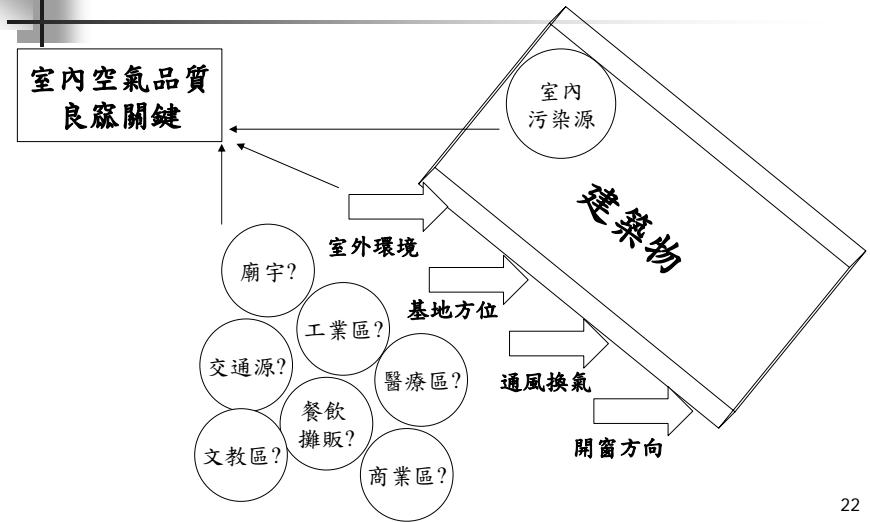 室內空氣品質
良窳關鍵
室內
污染源
建築物
室外環境
廟宇?
基地方位
工業區?
交通源?
醫療區?
通風換氣
餐飲
攤販?
文教區?
開窗方向
商業區?
22